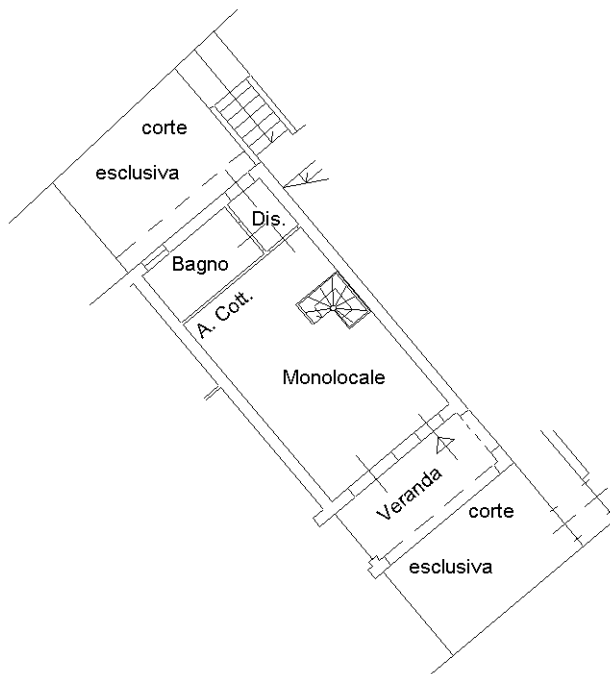 corte
esclusiva
Dis.
Bagno
A. Cott.
Monolocale
Veranda
corte
esclusiva